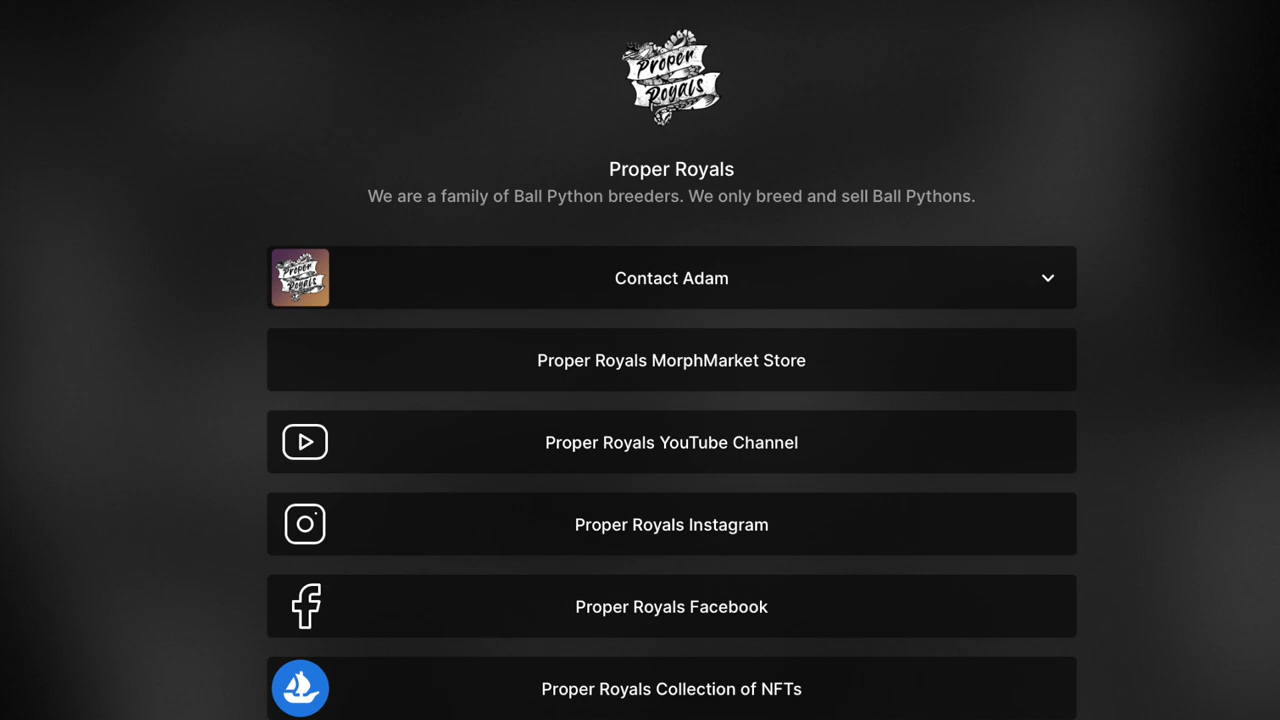 Proper
Royals
Proper Royals
We are a family of Ball Python breeders. We only breed and sell Ball Pythons.
Proper
Royals
Contact Adam
Proper Royals MorphMarket Store
Proper Royals YouTube Channel
Proper Royals Instagram
Proper Royals Facebook
Proper Royals Collection of NFTs